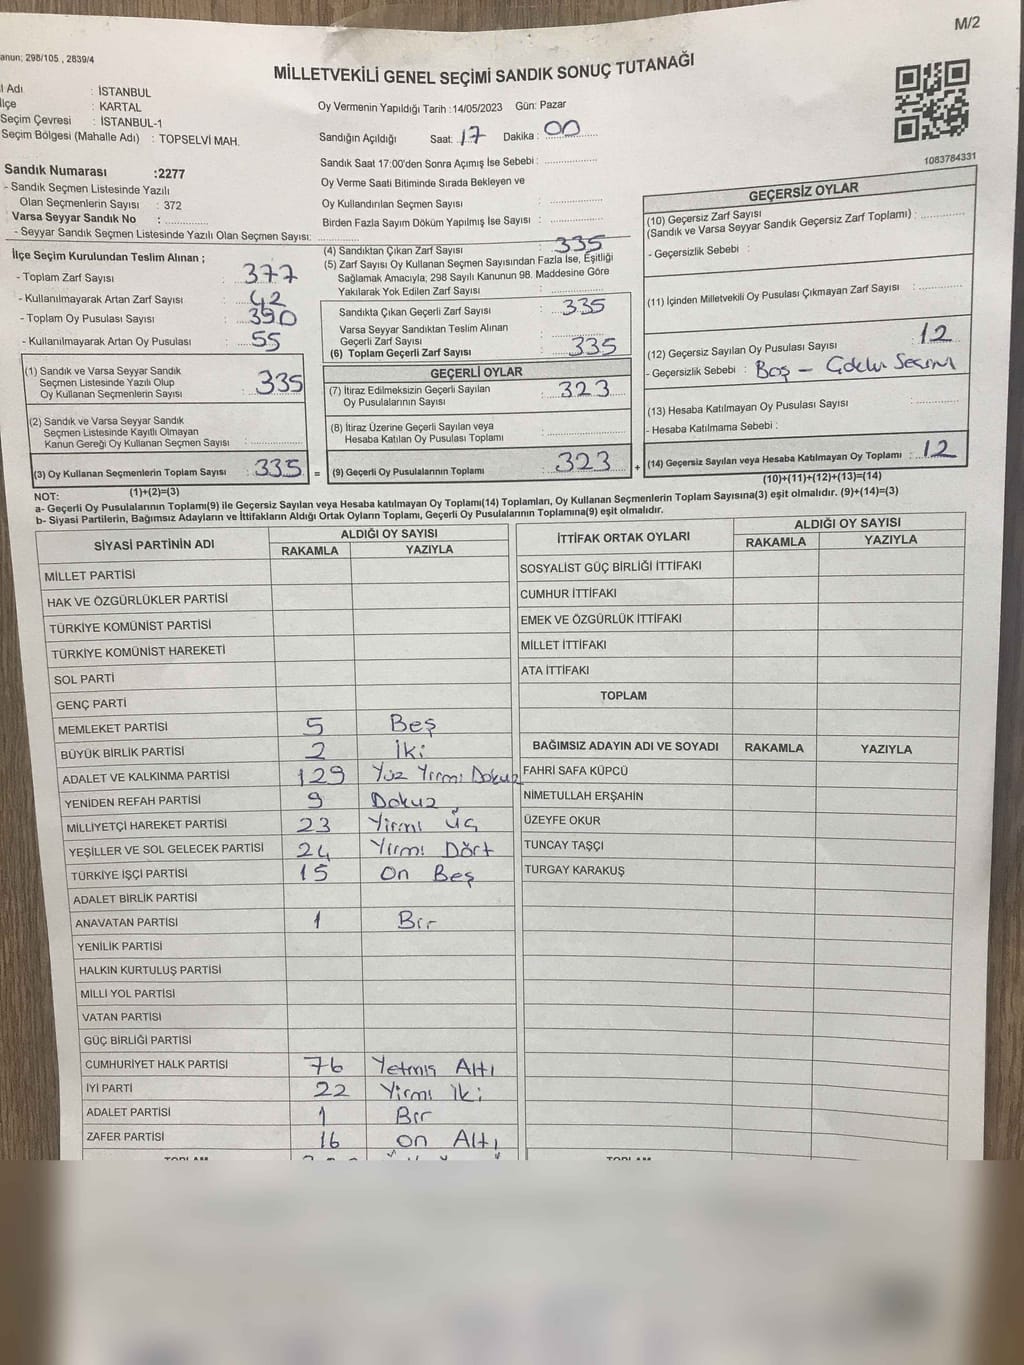 M/2
anun; 298/105 , 2839/4
MİLLETVEKİLİ GENEL SEÇİMİ SANDIK SONUÇ TUTANAĞI
l Adı : İSTANBUL
İlçe : KARTAL
Seçim Çevresi : İSTANBUL-1
Seçim Bölgesi (Mahalle Adı) : TOPSELVİ MAH.
Oy Vermenin Yapıldığı Tarih :14/05/2023 Gün: Pazar
Sandığın Açıldığı Saat: 17 Dakika : 00
Sandık Saat 17:00'den Sonra Açımış İse Sebebi :
Oy Verme Saati Bitiminde Sırada Bekleyen ve
Oy Kullandırılan Seçmen Sayısı :
Birden Fazla Sayım Döküm Yapılmış İse Sayısı :
1083784331
Sandık Numarası :2277
- Sandık Seçmen Listesinde Yazılı
Olan Seçmenlerin Sayısı : 372
Varsa Seyyar Sandık No :
- Seyyar Sandık Seçmen Listesinde Yazılı Olan Seçmen Sayısı:
İlçe Seçim Kurulundan Teslim Alınan ;
- Toplam Zarf Sayısı : 377
- Kullanılmayarak Artan Zarf Sayısı : 42
- Toplam Oy Pusulası Sayısı : 390
- Kullanılmayarak Artan Oy Pusulası : 55
(1) Sandık ve Varsa Seyyar Sandık
Seçmen Listesinde Yazılı Olup
Oy Kullanan Seçmenlerin Sayısı : 335
(2) Sandık ve Varsa Seyyar Sandık
Seçmen Listesinde Kayıtlı Olmayan
Kanun Gereği Oy Kullanan Seçmen Sayısı :
(3) Oy Kullanan Seçmenlerin Toplam Sayısı : 335 =
(1)+(2)=(3)
(4) Sandıktan Çıkan Zarf Sayısı : 335
(5) Zarf Sayısı Oy Kullanan Seçmen Sayısından Fazla İse, Eşitliği
Sağlamak Amacıyla, 298 Sayılı Kanunun 98. Maddesine Göre
Yakılarak Yok Edilen Zarf Sayısı :
Sandıkta Çıkan Geçerli Zarf Sayısı : 335
Varsa Seyyar Sandıktan Teslim Alınan
Geçerli Zarf Sayısı :
(6) Toplam Geçerli Zarf Sayısı : 335
GEÇERLİ OYLAR
(7) İtiraz Edilmeksizin Geçerli Sayılan
Oy Pusulalarının Sayısı : 323
(8) İtiraz Üzerine Geçerli Sayılan veya
Hesaba Katılan Oy Pusulası Toplamı :
(9) Geçerli Oy Pusulalarının Toplamı : 323 +
GEÇERSİZ OYLAR
(10) Geçersiz Zarf Sayısı
(Sandık ve Varsa Seyyar Sandık Geçersiz Zarf Toplamı) :
- Geçersizlik Sebebi :
(11) İçinden Milletvekili Oy Pusulası Çıkmayan Zarf Sayısı :
(12) Geçersiz Sayılan Oy Pusulası Sayısı : 12
- Geçersizlik Sebebi : Boş -
(13) Hesaba Katılmayan Oy Pusulası Sayısı :
- Hesaba Katılmama Sebebi :
(14) Geçersiz Sayılan veya Hesaba Katılmayan Oy Toplamı : 12
(10)+(11)+(12)+(13)=(14)
NOT:
a- Geçerli Oy Pusulalarının Toplamı(9) ile Geçersiz Sayılan veya Hesaba katılmayan Oy Toplamı(14) Toplamları, Oy Kullanan Seçmenlerin Toplam Sayısına(3) eşit olmalıdır. (9)+(14)=(3)
b- Siyasi Partilerin, Bağımsız Adayların ve İttifakların Aldığı Ortak Oyların Toplamı, Geçerli Oy Pusulalarının Toplamına(9) eşit olmalıdır.
SİYASİ PARTİNİN ADI ALDIĞI OY SAYISI
RAKAMLA YAZIYLA
MİLLET PARTİSİ
HAK VE ÖZGÜRLÜKLER PARTİSİ
TÜRKİYE KOMÜNİST PARTİSİ
TÜRKİYE KOMÜNİST HAREKETİ
SOL PARTİ
GENÇ PARTİ
MEMLEKET PARTİSİ 5 Beş
BÜYÜK BİRLİK PARTİSİ 2 İki
ADALET VE KALKINMA PARTİSİ 129 Yüz Yirmi Dokuz
YENİDEN REFAH PARTİSİ 9 Dokuz
MİLLİYETÇİ HAREKET PARTİSİ 23 Yirmi Üç
YEŞİLLER VE SOL GELECEK PARTİSİ 24 Yirmi Dört
TÜRKİYE İŞÇİ PARTİSİ 15 On Beş
ADALET BİRLİK PARTİSİ
ANAVATAN PARTİSİ 1 Bir
YENİLİK PARTİSİ
HALKIN KURTULUŞ PARTİSİ
MİLLİ YOL PARTİSİ
VATAN PARTİSİ
GÜÇ BİRLİĞİ PARTİSİ
CUMHURİYET HALK PARTİSİ 76 Yetmiş Altı
İYİ PARTİ 22 Yirmi İki
ADALET PARTİSİ 1 Bir
ZAFER PARTİSİ 16 On Altı
TOPLAM
İTTİFAK ORTAK OYLARI ALDIĞI OY SAYISI
RAKAMLA YAZIYLA
SOSYALİST GÜÇ BİRLİĞİ İTTİFAKI
CUMHUR İTTİFAKI
EMEK VE ÖZGÜRLÜK İTTİFAKI
MİLLET İTTİFAKI
ATA İTTİFAKI
TOPLAM
BAĞIMSIZ ADAYIN ADI VE SOYADI RAKAMLA YAZIYLA
FAHRİ SAFA KÜPCÜ
NİMETULLAH ERŞAHİN
ÜZEYFE OKUR
TUNCAY TAŞÇI
TURGAY KARAKUŞ
TOPLAM